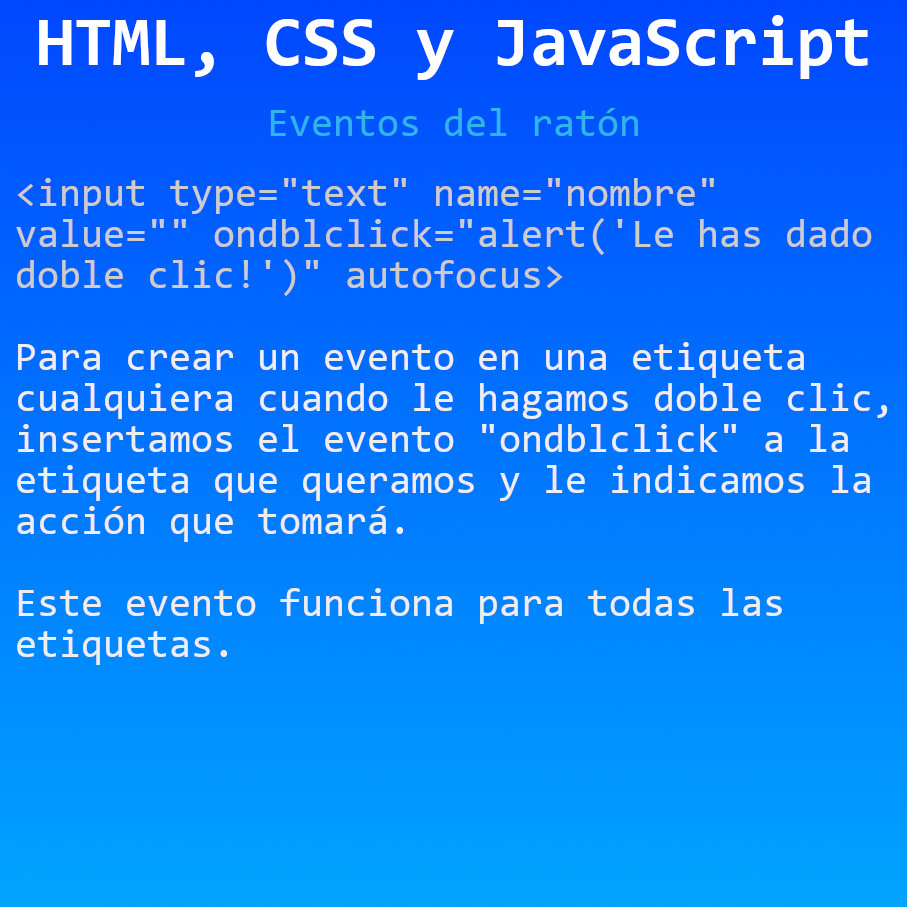 HTML, CSS y JavaScript
Eventos del ratón
<input type="text" name="nombre"
value="" ondblclick="alert('Le has dado
doble clic!')" autofocus>
Para crear un evento en una etiqueta
cualquiera cuando le hagamos doble clic,
insertamos el evento "ondblclick" a la
etiqueta que queramos y le indicamos la
acción que tomará.
Este evento funciona para todas las
etiquetas.